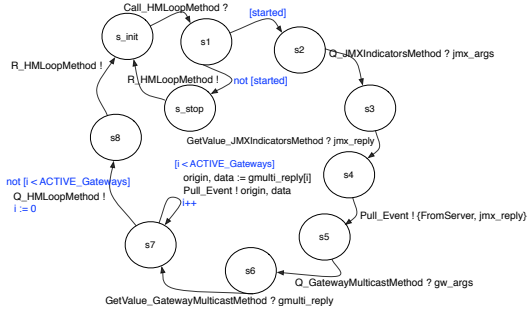 Call_HMLoopMethod ?
[started]
s_init
s1
s2
Q_JMXIndicatorsMethod ? jmx_args
R_HMLoopMethod !
R_HMLoopMethod !
not [started]
s_stop
s3
s8
GetValue_JMXIndicatorsMethod ? jmx_reply
[i < ACTIVE_Gateways]
origin, data := gmulti_reply[i]
Pull_Event ! origin, data
i++
s4
not [i < ACTIVE_Gateways]
Q_HMLoopMethod !
i := 0
Pull_Event ! {FromServer, jmx_reply}
s5
s7
s6
Q_GatewayMulticastMethod ? gw_args
GetValue_GatewayMulticastMethod ? gmulti_reply